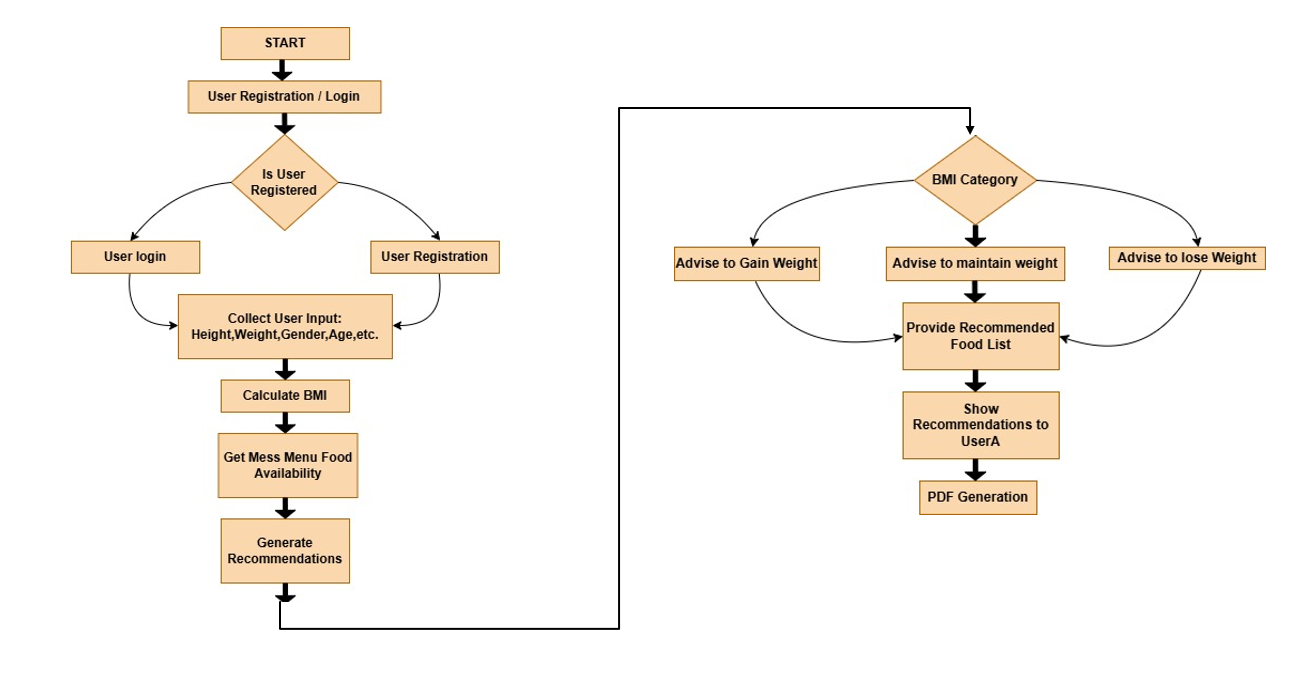 START
User Registration / Login
Is User
Registered
User login
User Registration
Collect User Input:
Height,Weight,Gender,Age,etc.
Calculate BMI
Get Mess Menu Food
Availability
Generate
Recommendations
BMI Category
Advise to Gain Weight
Advise to maintain weight
Advise to lose Weight
Provide Recommended
Food List
Show
Recommendations to
UserA
PDF Generation